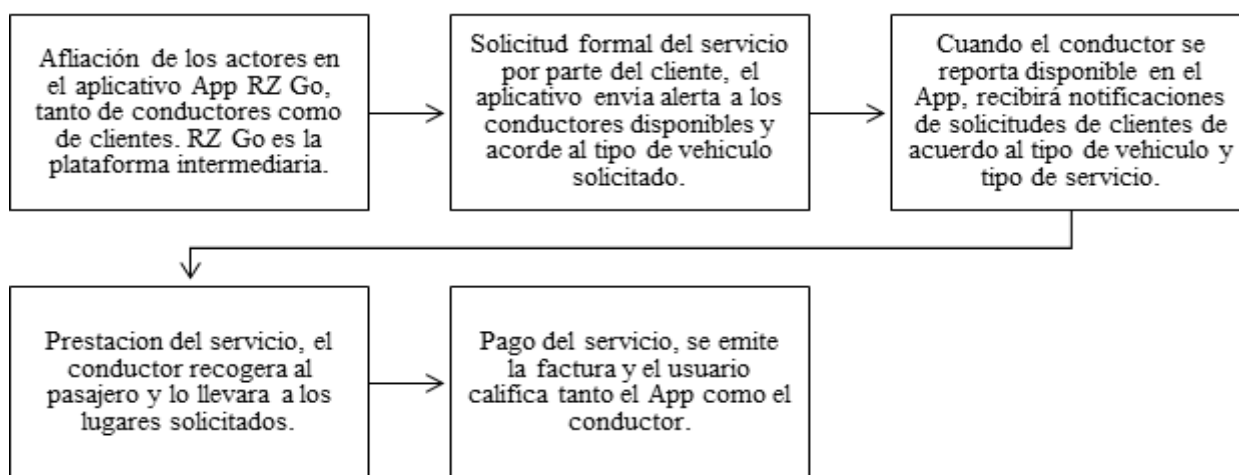 Afliación de los actores en
el aplicativo App RZ Go,
tanto de conductores como
de clientes. RZ Go es la
plataforma intermediaria.
Solicitud formal del servicio
por parte del cliente, el
aplicativo envia alerta a los
conductores disponibles y
acorde al tipo de vehiculo
solicitado.
Cuando el conductor se
reporta disponible en el
App, recibirá notificaciones
de solicitudes de clientes de
acuerdo al tipo de vehiculo y
tipo de servicio.
Prestacion del servicio, el
conductor recogera al
pasajero y lo llevara a los
lugares solicitados.
Pago del servicio, se emite
la factura y el usuario
califica tanto el App como el
conductor.